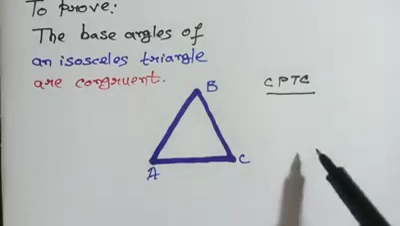 To prove:
The base angles of
an isosceles triangle
are congruent.
B
CPTC
A
C